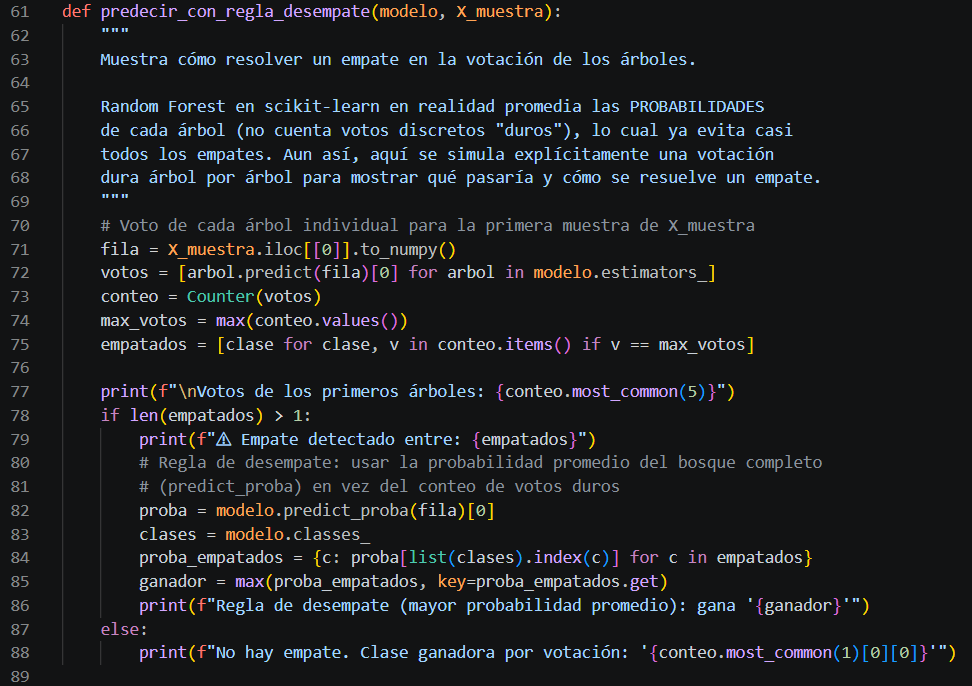 61 def predecir_con_regla_desempate(modelo, X_muestra):
62     """
63     Muestra cómo resolver un empate en la votación de los árboles.
64
65     Random Forest en scikit-learn en realidad promedia las PROBABILIDADES
66     de cada árbol (no cuenta votos discretos "duros"), lo cual ya evita casi
67     todos los empates. Aun así, aquí se simula explícitamente una votación
68     dura árbol por árbol para mostrar qué pasaría y cómo se resuelve un empate.
69     """
70     # Voto de cada árbol individual para la primera muestra de X_muestra
71     fila = X_muestra.iloc[[0]].to_numpy()
72     votos = [arbol.predict(fila)[0] for arbol in modelo.estimators_]
73     conteo = Counter(votos)
74     max_votos = max(conteo.values())
75     empatados = [clase for clase, v in conteo.items() if v == max_votos]
76
77     print(f"\nVotos de los primeros árboles: {conteo.most_common(5)}")
78     if len(empatados) > 1:
79         print(f"⚠ Empate detectado entre: {empatados}")
80         # Regla de desempate: usar la probabilidad promedio del bosque completo
81         # (predict_proba) en vez del conteo de votos duros
82         proba = modelo.predict_proba(fila)[0]
83         clases = modelo.classes_
84         proba_empatados = {c: proba[list(clases).index(c)] for c in empatados}
85         ganador = max(proba_empatados, key=proba_empatados.get)
86         print(f"Regla de desempate (mayor probabilidad promedio): gana '{ganador}'")
87     else:
88         print(f"No hay empate. Clase ganadora por votación: '{conteo.most_common(1)[0][0]}'")
89